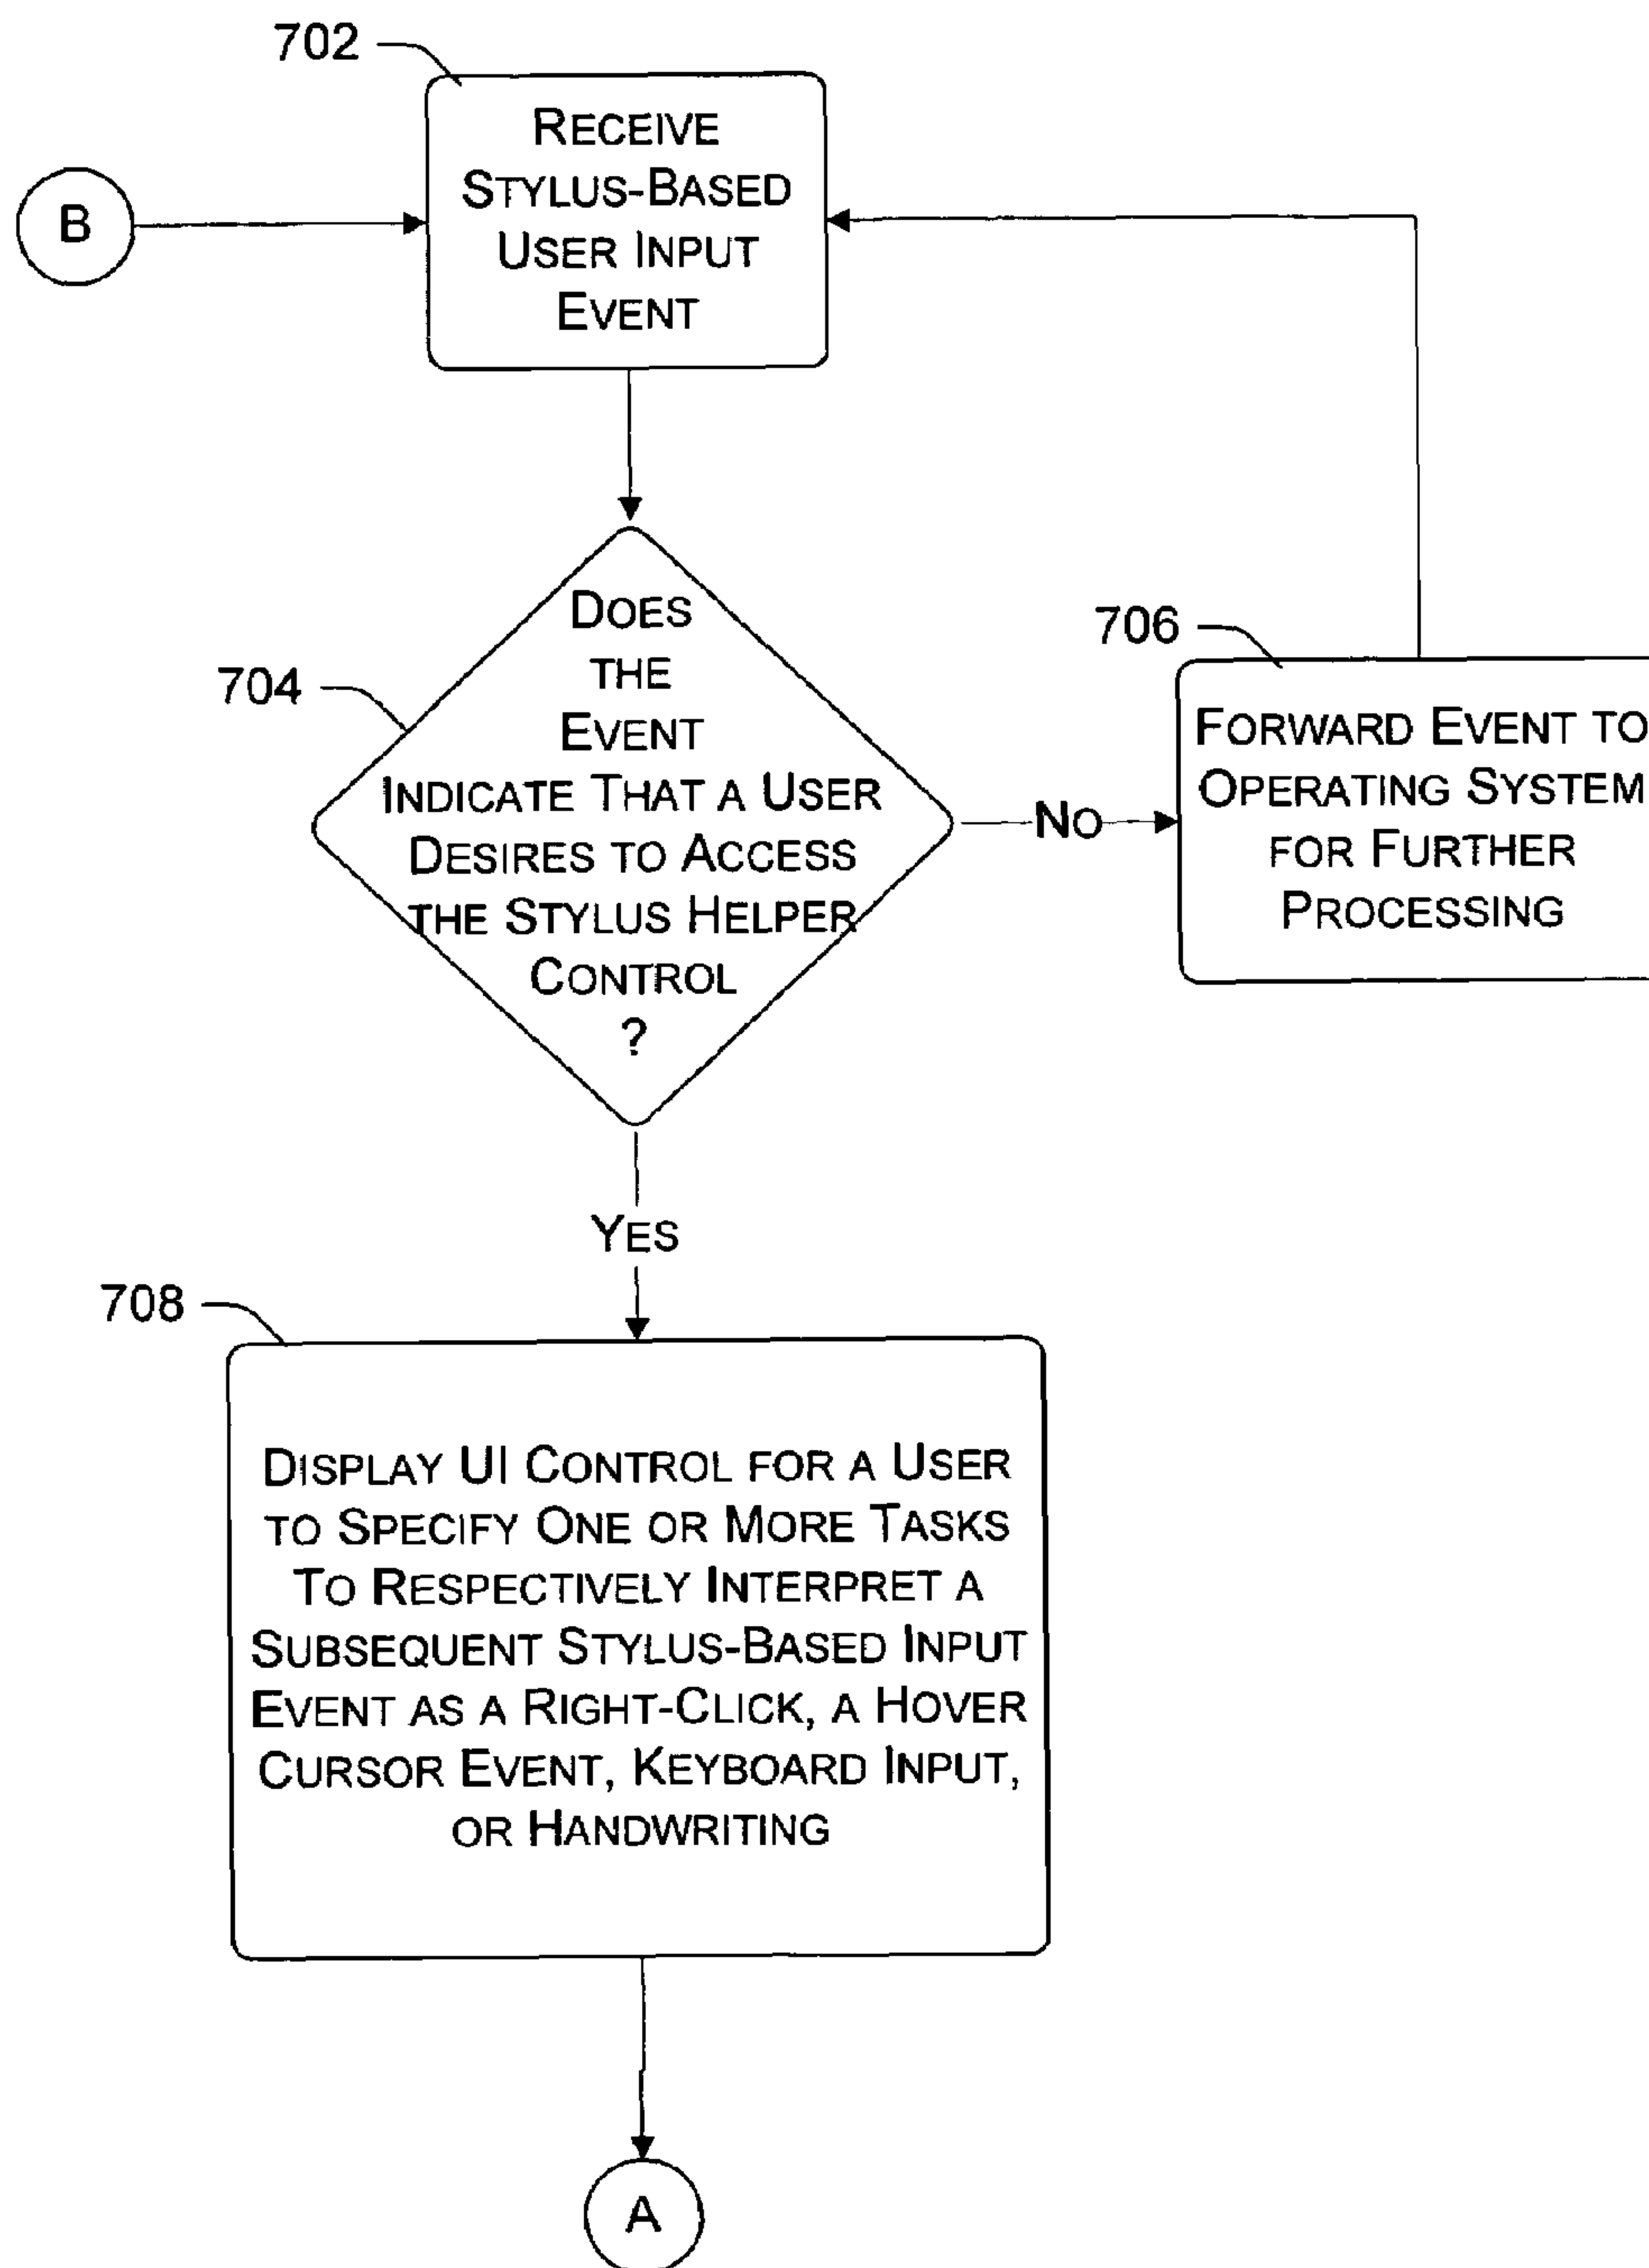 702
RECEIVE
STYLUS-BASED
USER INPUT
EVENT
B
DOES
THE
EVENT
INDICATE THAT A USER
DESIRES TO ACCESS
THE STYLUS HELPER
CONTROL
?
704
NO
706
FORWARD EVENT TO
OPERATING SYSTEM
FOR FURTHER
PROCESSING
YES
708
DISPLAY UI CONTROL FOR A USER
TO SPECIFY ONE OR MORE TASKS
TO RESPECTIVELY INTERPRET A
SUBSEQUENT STYLUS-BASED INPUT
EVENT AS A RIGHT-CLICK, A HOVER
CURSOR EVENT, KEYBOARD INPUT,
OR HANDWRITING
A